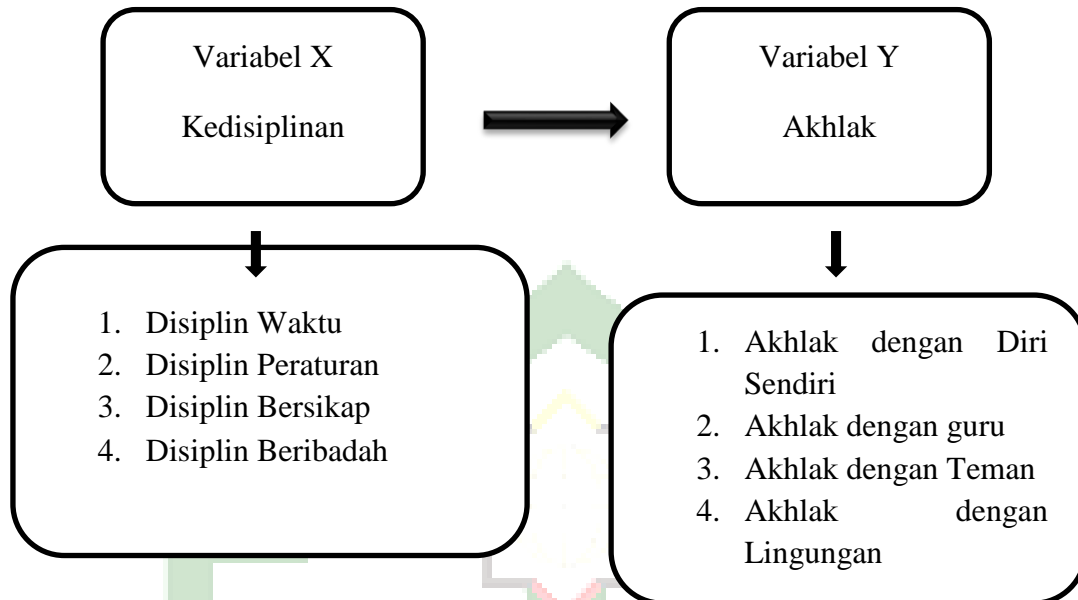 Variabel X
Kedisiplinan
Variabel Y
Akhlak
1. Disiplin Waktu
2. Disiplin Peraturan
3. Disiplin Bersikap
4. Disiplin Beribadah
1. Akhlak dengan Diri
Sendiri
2. Akhlak dengan guru
3. Akhlak dengan Teman
4. Akhlak dengan
Lingungan